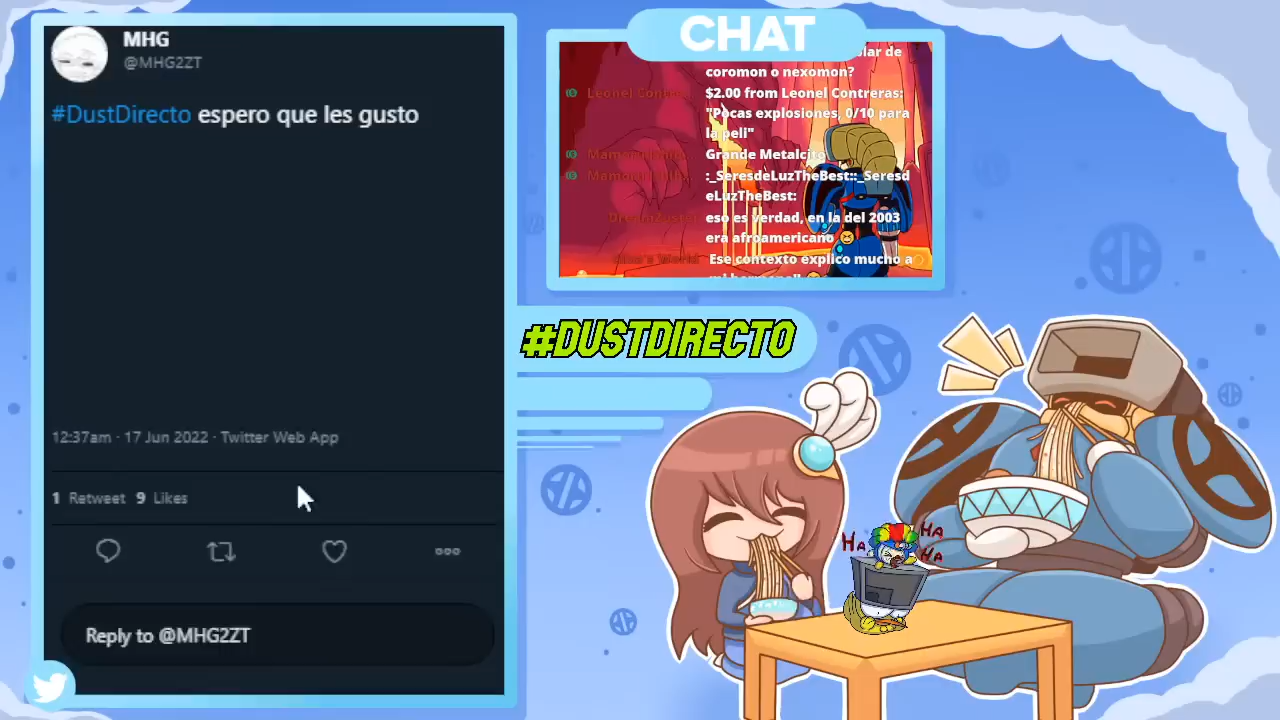 MHG
@MHG2ZT
#DustDirecto espero que les gusto
12:37am · 17 Jun 2022 · Twitter Web App
1 Retweet 9 Likes
Reply to @MHG2ZT
CHAT
coromon o nexomon?
Leonel Contre... $2.00 from Leonel Contreras:
"Pocas explosiones, 0/10 para
la peli"
Grande Metalcito
:_SeresdeLuzTheBest::_Seresd
eLuzTheBest:
eso es verdad, en la del 2003
era afroamericano
Ese contexto explico mucho a
#DUSTDIRECTO
HA
HA
HA